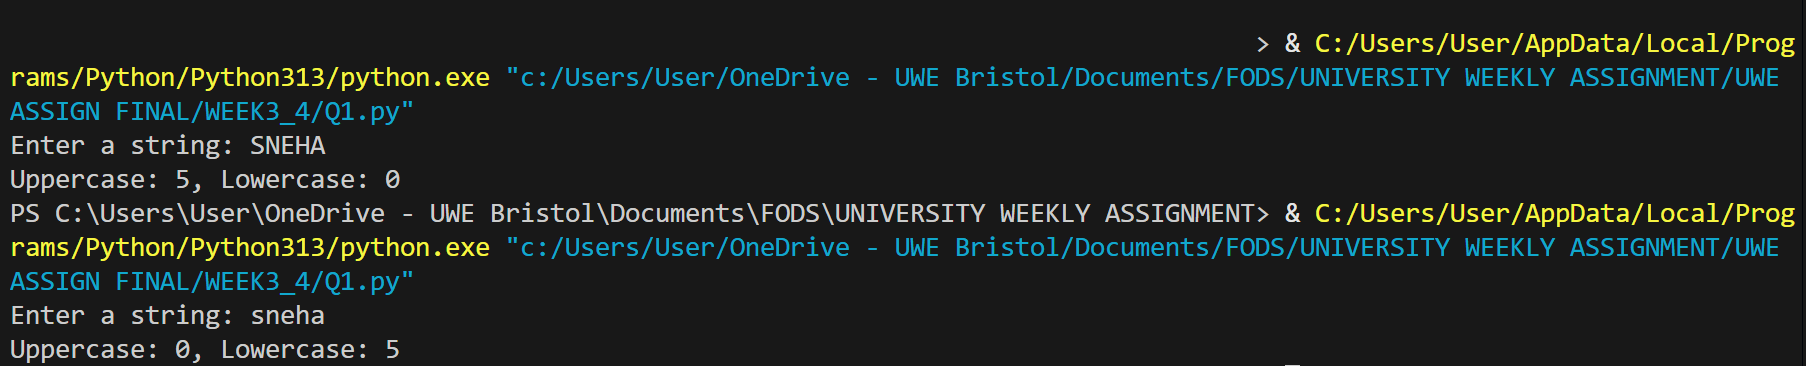 > & C:/Users/User/AppData/Local/Prog
rams/Python/Python313/python.exe "c:/Users/User/OneDrive - UWE Bristol/Documents/FODS/UNIVERSITY WEEKLY ASSIGNMENT/UWE
ASSIGN FINAL/WEEK3_4/Q1.py"
Enter a string: SNEHA
Uppercase: 5, Lowercase: 0
PS C:\Users\User\OneDrive - UWE Bristol\Documents\FODS\UNIVERSITY WEEKLY ASSIGNMENT> & C:/Users/User/AppData/Local/Prog
rams/Python/Python313/python.exe "c:/Users/User/OneDrive - UWE Bristol/Documents/FODS/UNIVERSITY WEEKLY ASSIGNMENT/UWE
ASSIGN FINAL/WEEK3_4/Q1.py"
Enter a string: sneha
Uppercase: 0, Lowercase: 5